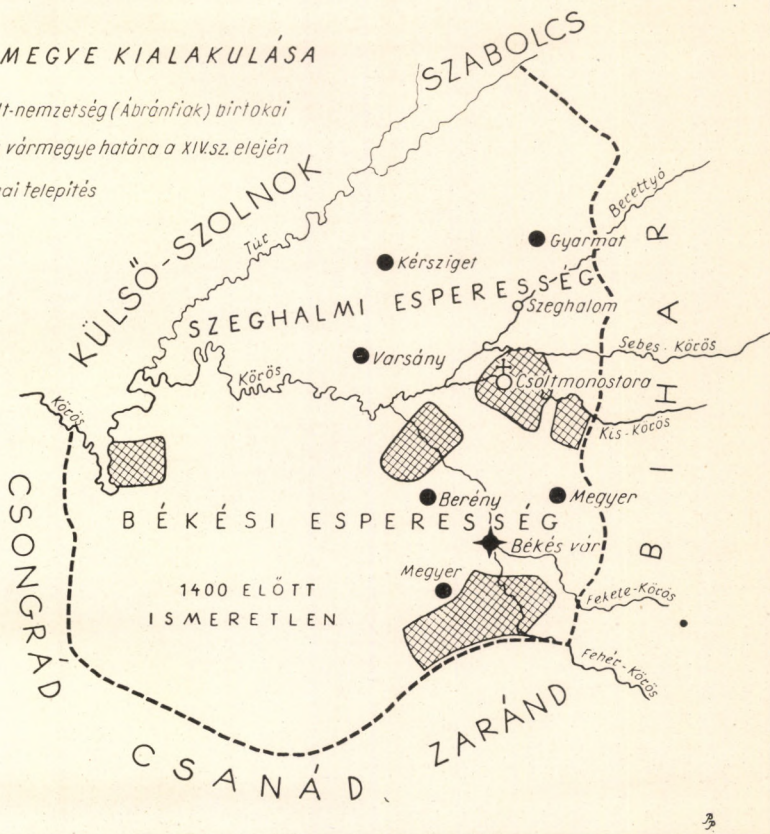 MEGYE KIALAKULÁSA
lt-nemzetség (Ábránfiak) birtokai
vármegye határa a XIV.sz. elején
ai telepítés
SZABOLCS
KÜLSŐ-SZOLNOK
Túr
Berettyó
Gyarmat
Kérsziget
SZEGHALMI ESPERESSÉG
Szeghalom
BIHAR
Varsány
Sebes-Körös
Körös
Csoltmonostora
Körös
Kis-Körös
CSONGRÁD
Berény
Megyer
BÉKÉSI ESPERESSÉG
Békés vár
Megyer
1400 ELŐTT
ISMERETLEN
Fekete-Körös
Fehér-Körös
ZARÁND
CSANÁD